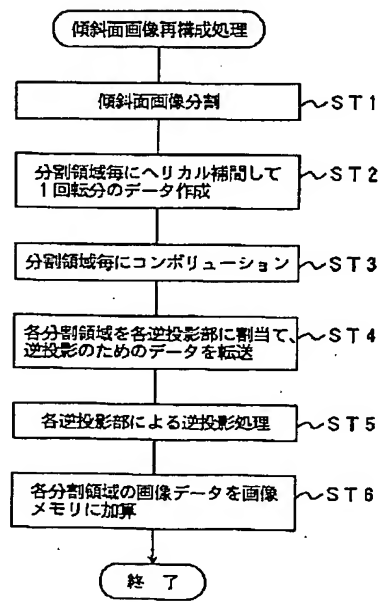 傾斜面画像再構成処理
傾斜面画像分割
ST1
分割領域毎にヘリカル補間して
1回転分のデータ作成
ST2
分割領域毎にコンボリューション
ST3
各分割領域を各逆投影部に割当て、
逆投影のためのデータを転送
ST4
各逆投影部による逆投影処理
ST5
各分割領域の画像データを画像
メモリに加算
ST6
終了